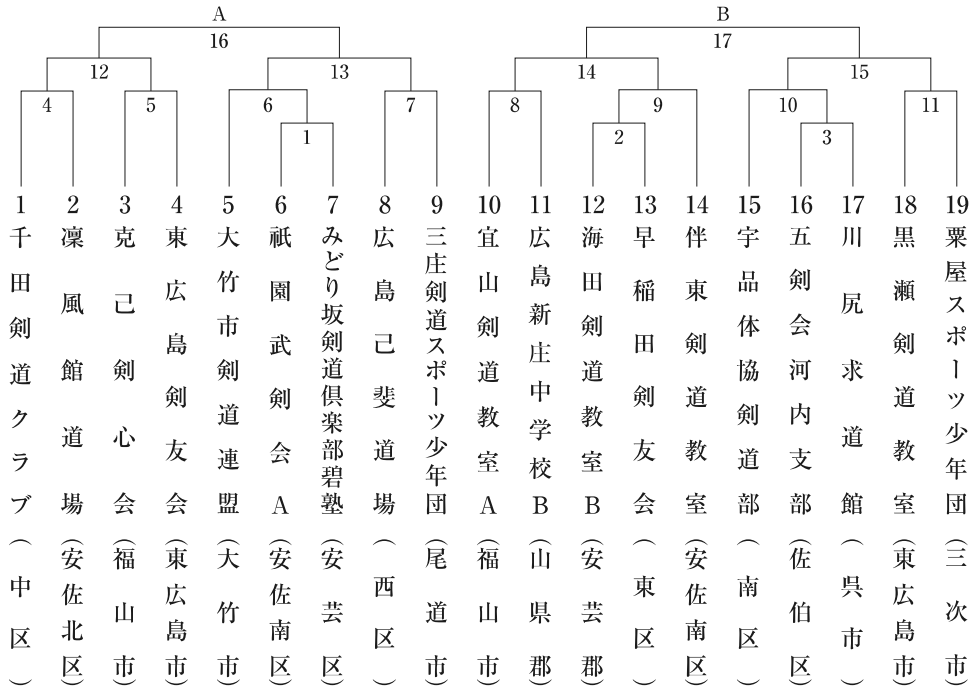 A
B
16
17
12
13
14
15
4
5
6
7
8
9
10
11
1
2
3
1 千田剣道クラブ（中区）
2 凜風館道場（安佐北区）
3 克己剣心会（福山市）
4 東広島剣友会（東広島市）
5 大竹市剣道連盟（大竹市）
6 祇園武剣会A（安佐南区）
7 みどり坂剣道倶楽部碧塾（安芸区）
8 広島己斐道場（西区）
9 三庄剣道スポーツ少年団（尾道市）
10 宜山剣道教室A（福山市）
11 広島新庄中学校B（山県郡）
12 海田剣道教室B（安芸郡）
13 早稲田剣友会（東区）
14 伴東剣道教室（安佐南区）
15 宇品体協剣道部（南区）
16 五剣会河内支部（佐伯区）
17 川尻求道館（呉市）
18 黒瀬剣道教室（東広島市）
19 粟屋スポーツ少年団（三次市）